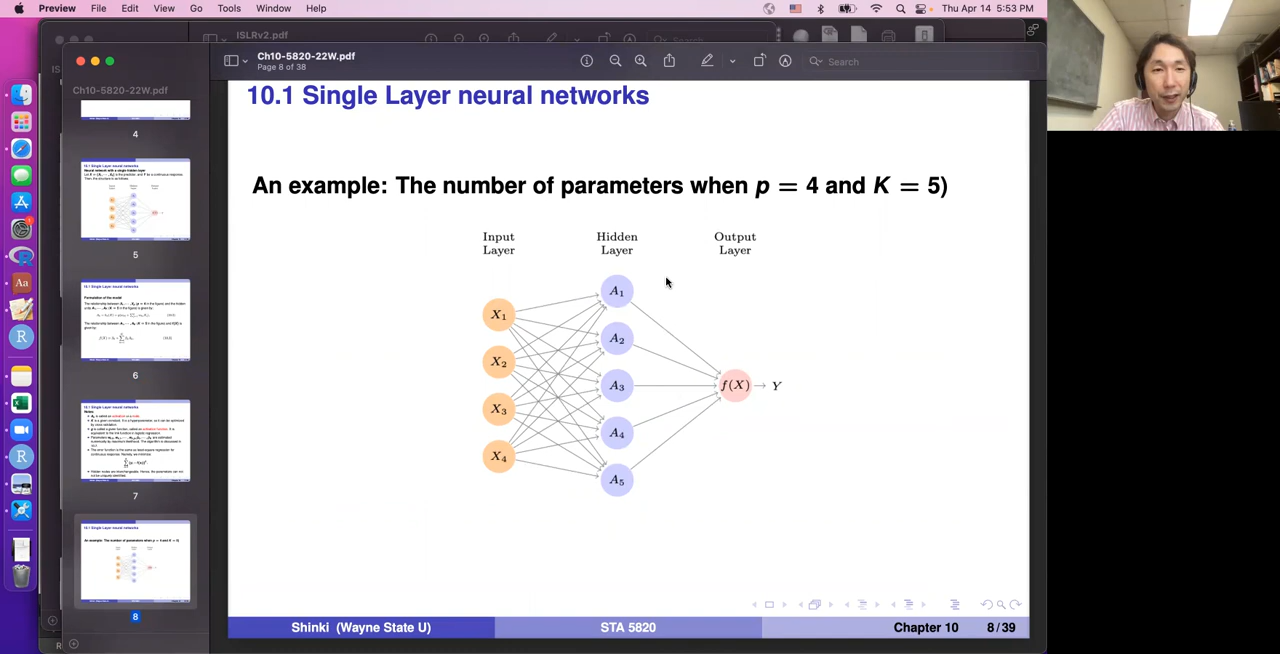 Preview File Edit View Go Tools Window Help Thu Apr 14 5:53 PM
ISLRv2.pdf
Search
Ch10-5820-22W.pdf
Page 8 of 38
Search
Ch10-5820-22W.pdf
4
5
6
7
8
10.1 Single Layer neural networks
An example: The number of parameters when p = 4 and K = 5)
Input Layer
Hidden Layer
Output Layer
X1
X2
X3
X4
A1
A2
A3
A4
A5
f(X) → Y
Shinki (Wayne State U) STA 5820 Chapter 10 8/39